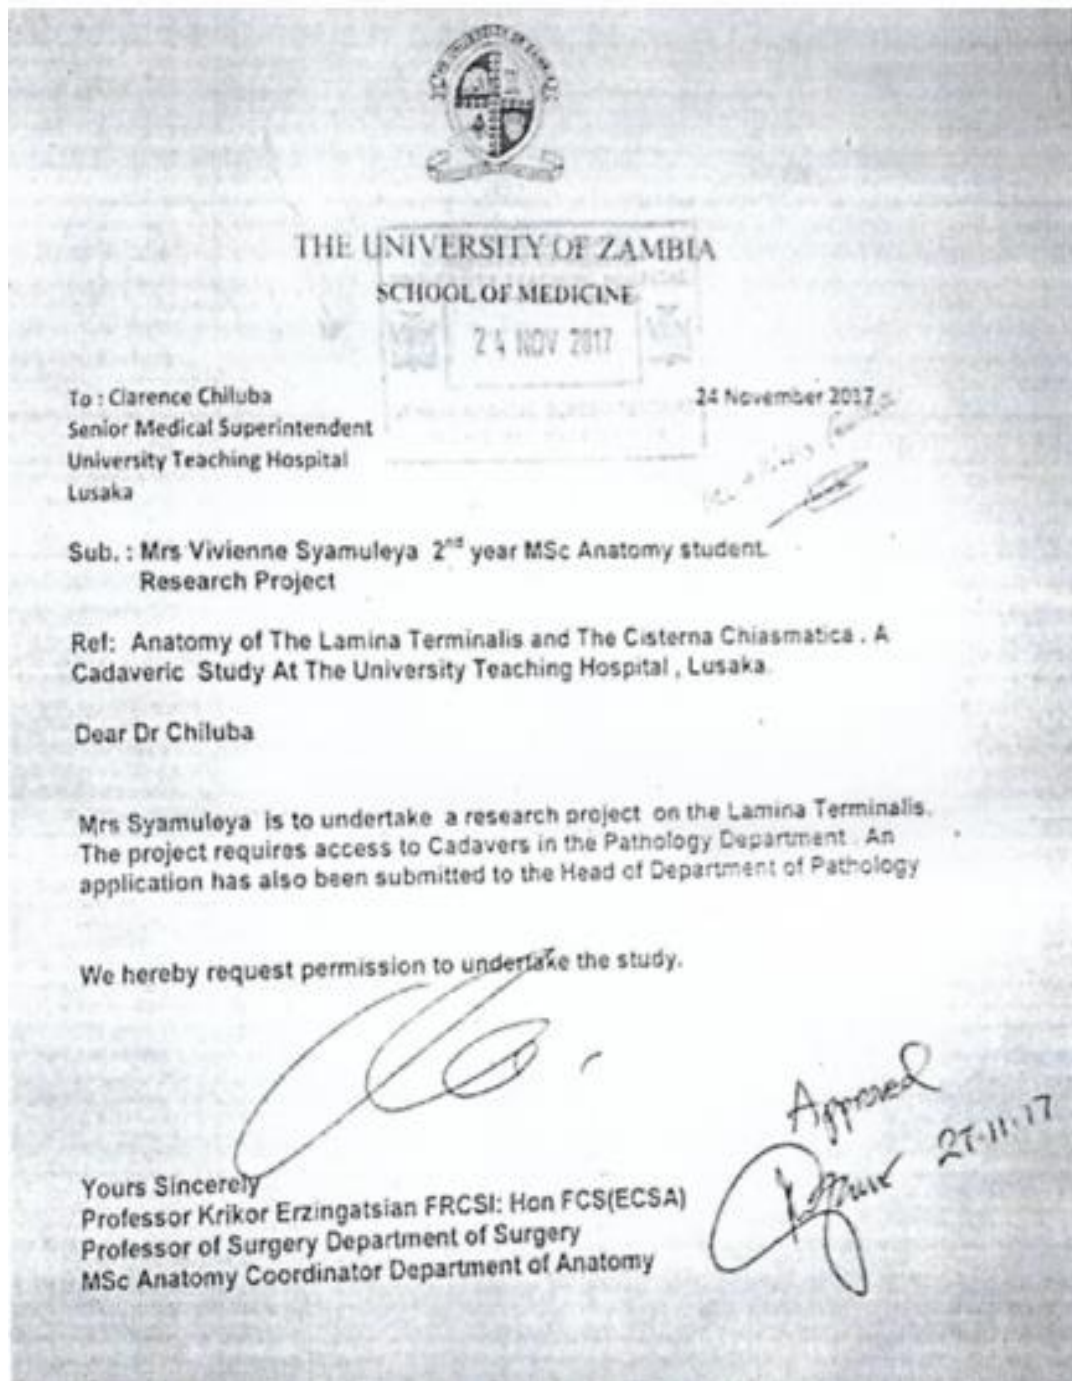 THE UNIVERSITY OF ZAMBIA
SCHOOL OF MEDICINE
24 NOV 2017
To : Clarence Chiluba
24 November 2017
Senior Medical Superintendent
University Teaching Hospital
Lusaka
Sub. : Mrs Vivienne Syamuleya 2nd year MSc Anatomy student.
Research Project
Ref: Anatomy of The Lamina Terminalis and The Cisterna Chiasmatica . A
Cadaveric Study At The University Teaching Hospital , Lusaka.
Dear Dr Chiluba
Mrs Syamuleya is to undertake a research project on the Lamina Terminalis.
The project requires access to Cadavers in the Pathology Department . An
application has also been submitted to the Head of Department of Pathology
We hereby request permission to undertake the study.
Approved
Yours Sincerely
Professor Krikor Erzingatsian FRCSI: Hon FCS(ECSA)
Professor of Surgery Department of Surgery
MSc Anatomy Coordinator Department of Anatomy